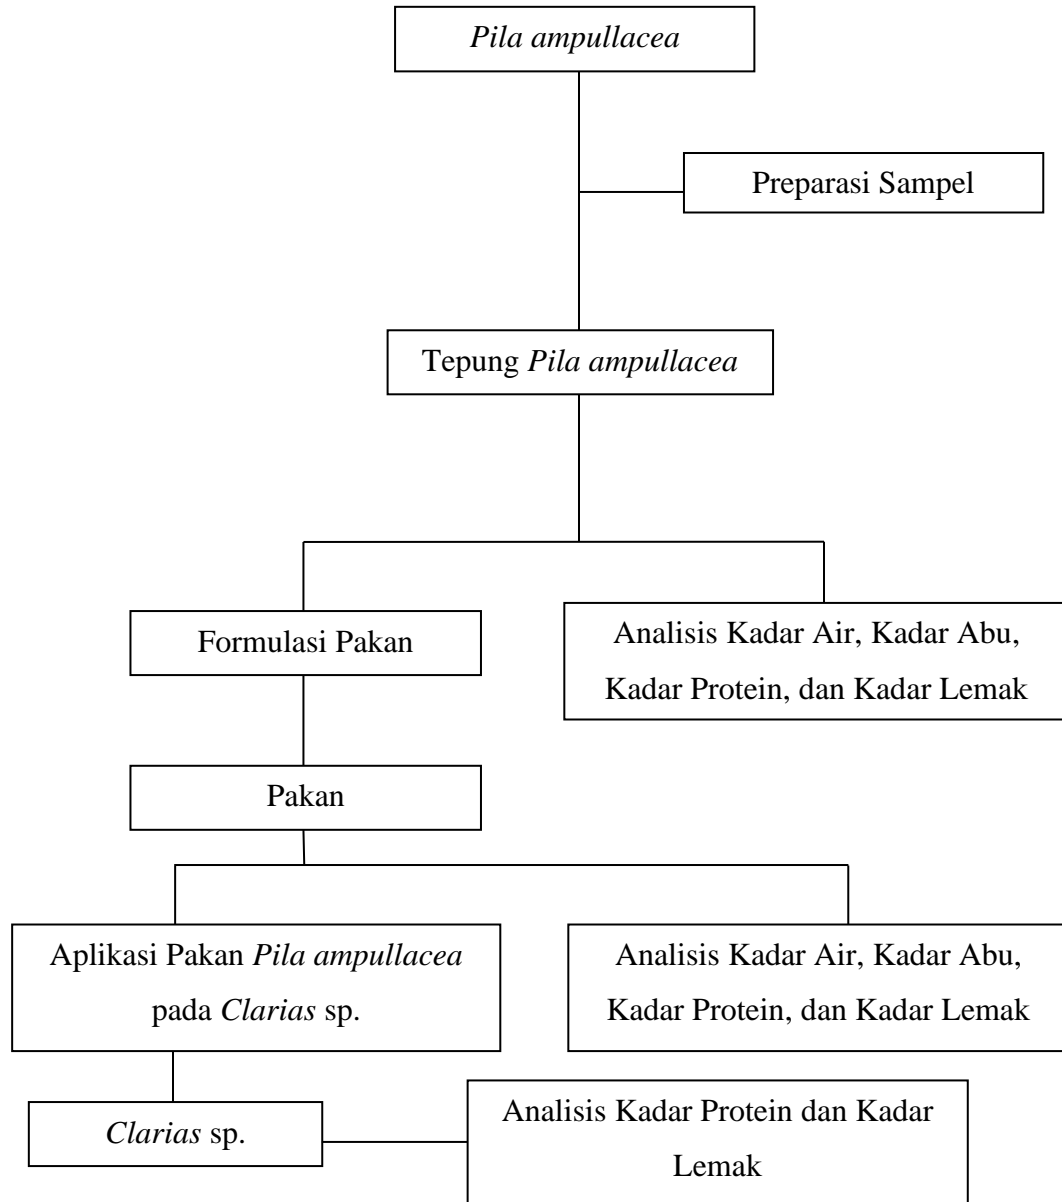 Pila ampullacea
Preparasi Sampel
Tepung Pila ampullacea
Formulasi Pakan
Analisis Kadar Air, Kadar Abu,
Kadar Protein, dan Kadar Lemak
Pakan
Aplikasi Pakan Pila ampullacea
pada Clarias sp.
Analisis Kadar Air, Kadar Abu,
Kadar Protein, dan Kadar Lemak
Clarias sp.
Analisis Kadar Protein dan Kadar
Lemak